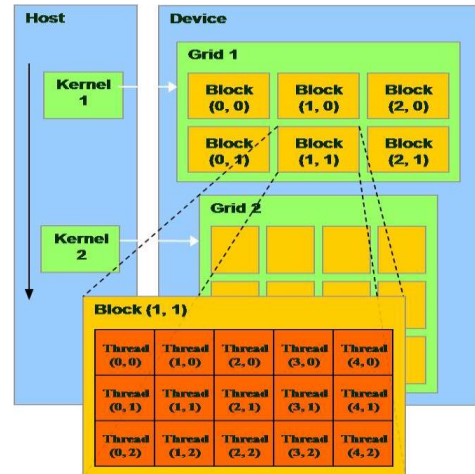 Host
Device
Grid 1
Kernel
1
Block
(0, 0)
Block
(1, 0)
Block
(2, 0)
Block
(0, 1)
Block
(1, 1)
Block
(2, 1)
Grid 2
Kernel
2
Block (1, 1)
Thread
(0, 0)
Thread
(1, 0)
Thread
(2, 0)
Thread
(3, 0)
Thread
(4, 0)
Thread
(0, 1)
Thread
(1, 1)
Thread
(2, 1)
Thread
(3, 1)
Thread
(4, 1)
Thread
(0, 2)
Thread
(1, 2)
Thread
(2, 2)
Thread
(3, 2)
Thread
(4, 2)